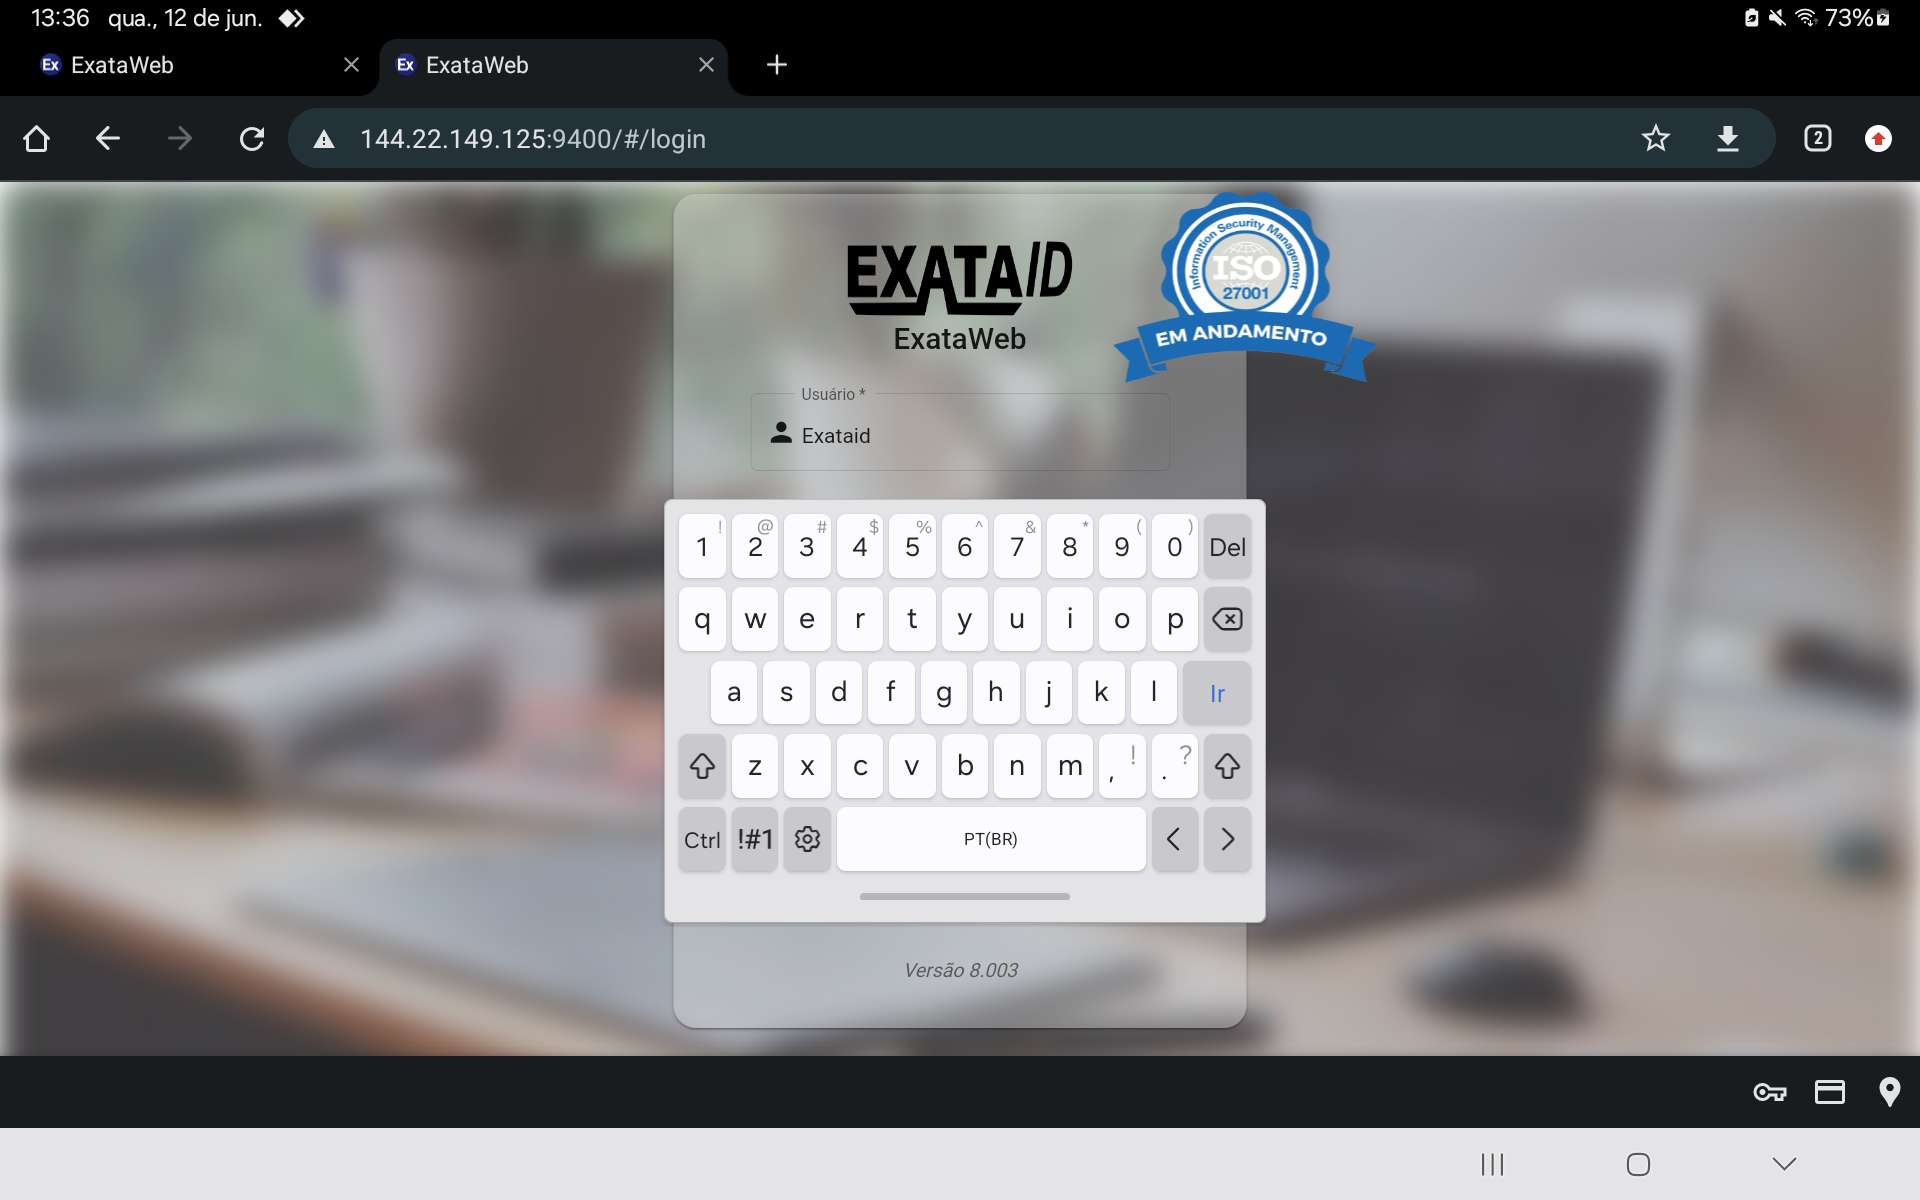 13:36 qua., 12 de jun. 73%
Ex ExataWeb
Ex ExataWeb
144.22.149.125:9400/#/login
2
EXATAID
ExataWeb
Information Security Management
ISO
27001
EM ANDAMENTO
Usuário *
Exataid
! @ # $ % ^ & * ( )
1 2 3 4 5 6 7 8 9 0 Del
q w e r t y u i o p
a s d f g h j k l Ir
z x c v b n m , ! . ?
Ctrl !#1 PT(BR) < >
Versão 8.003